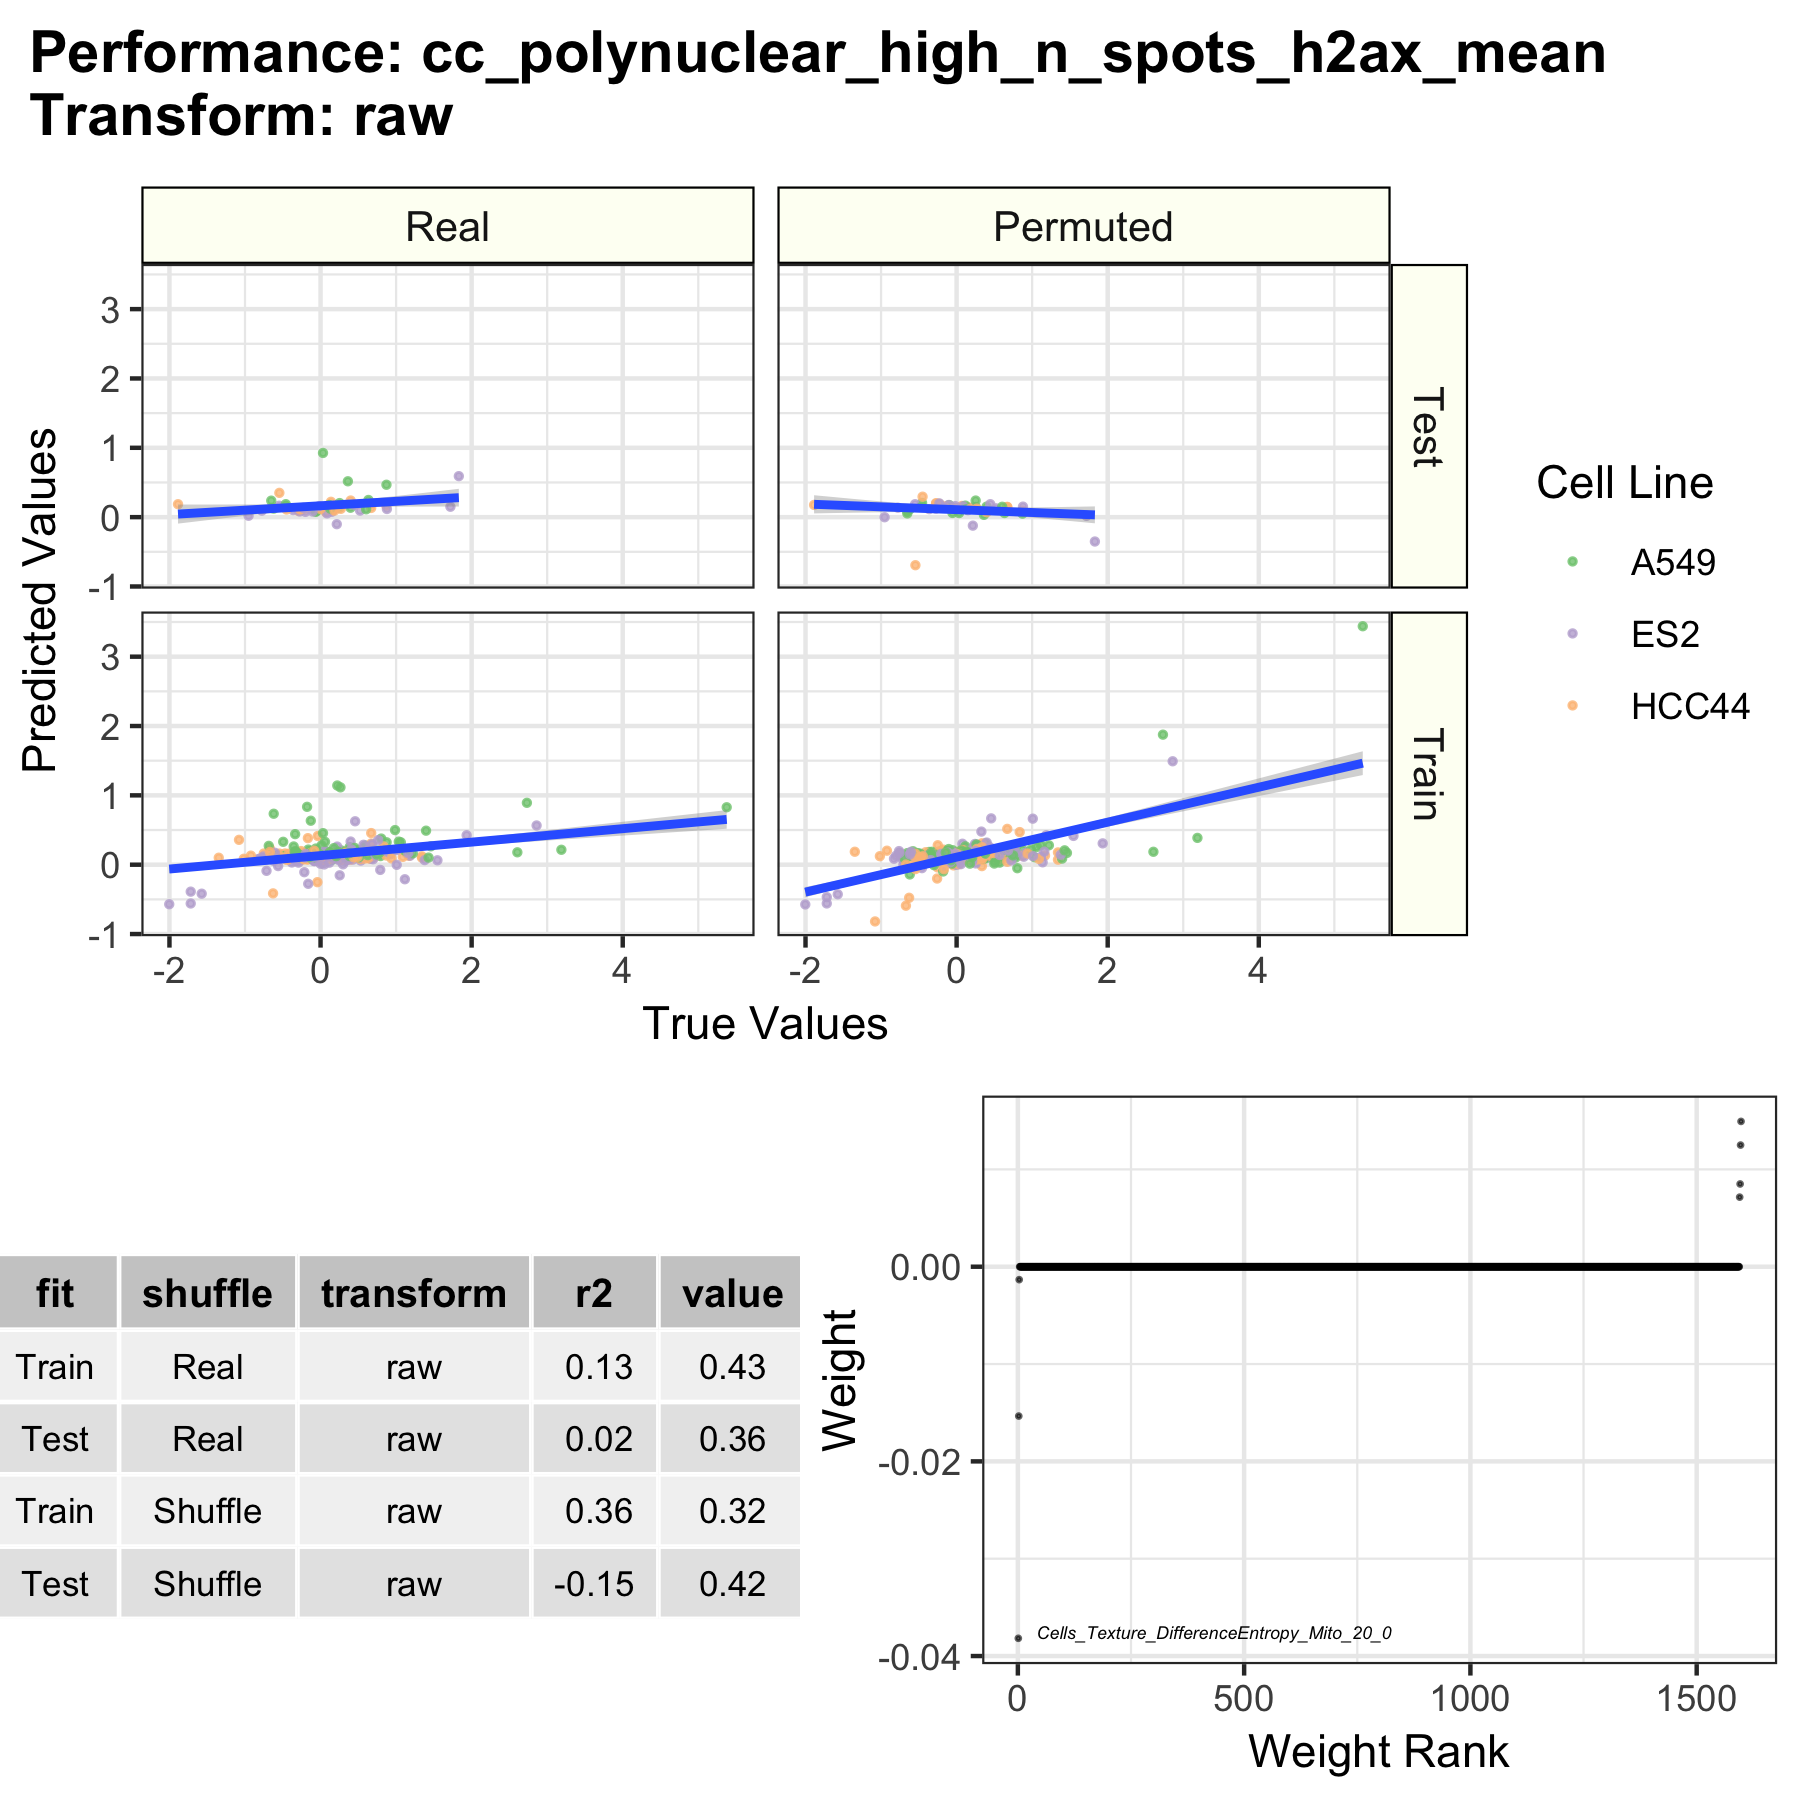 Performance: cc_polynuclear_high_n_spots_h2ax_mean
Transform: raw
Real
Permuted
3
2
1
0
-1
Test
3
2
1
0
-1
Train
Predicted Values
-2
0
2
4
-2
0
2
4
True Values
Cell Line
A549
ES2
HCC44
fit shuffle transform r2 value
Train Real raw 0.13 0.43
Test Real raw 0.02 0.36
Train Shuffle raw 0.36 0.32
Test Shuffle raw -0.15 0.42
Weight
0.00
-0.02
-0.04
Cells_Texture_DifferenceEntropy_Mito_20_0
0
500
1000
1500
Weight Rank